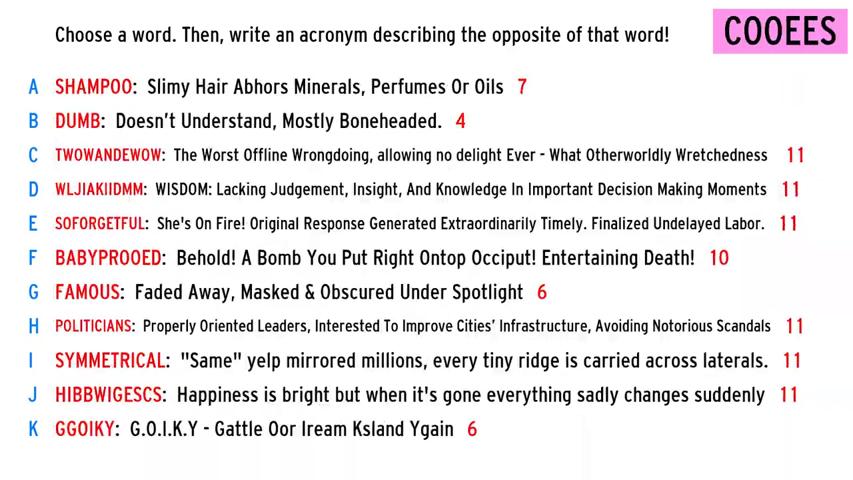 Choose a word. Then, write an acronym describing the opposite of that word! COOEES
A SHAMPOO: Slimy Hair Abhors Minerals, Perfumes Or Oils 7
B DUMB: Doesn't Understand, Mostly Boneheaded. 4
C TWOWANDEWOW: The Worst Offline Wrongdoing, allowing no delight Ever - What Otherworldly Wretchedness 11
D WLJIAKIIDMM: WISDOM: Lacking Judgement, Insight, And Knowledge In Important Decision Making Moments 11
E SOFORGETFUL: She's On Fire! Original Response Generated Extraordinarily Timely. Finalized Undelayed Labor. 11
F BABYPROOED: Behold! A Bomb You Put Right Ontop Occiput! Entertaining Death! 10
G FAMOUS: Faded Away, Masked & Obscured Under Spotlight 6
H POLITICIANS: Properly Oriented Leaders, Interested To Improve Cities' Infrastructure, Avoiding Notorious Scandals 11
I SYMMETRICAL: "Same" yelp mirrored millions, every tiny ridge is carried across laterals. 11
J HIBBWIGESCS: Happiness is bright but when it's gone everything sadly changes suddenly 11
K GGOIKY: G.O.I.K.Y - Gattle Oor Iream Ksland Ygain 6